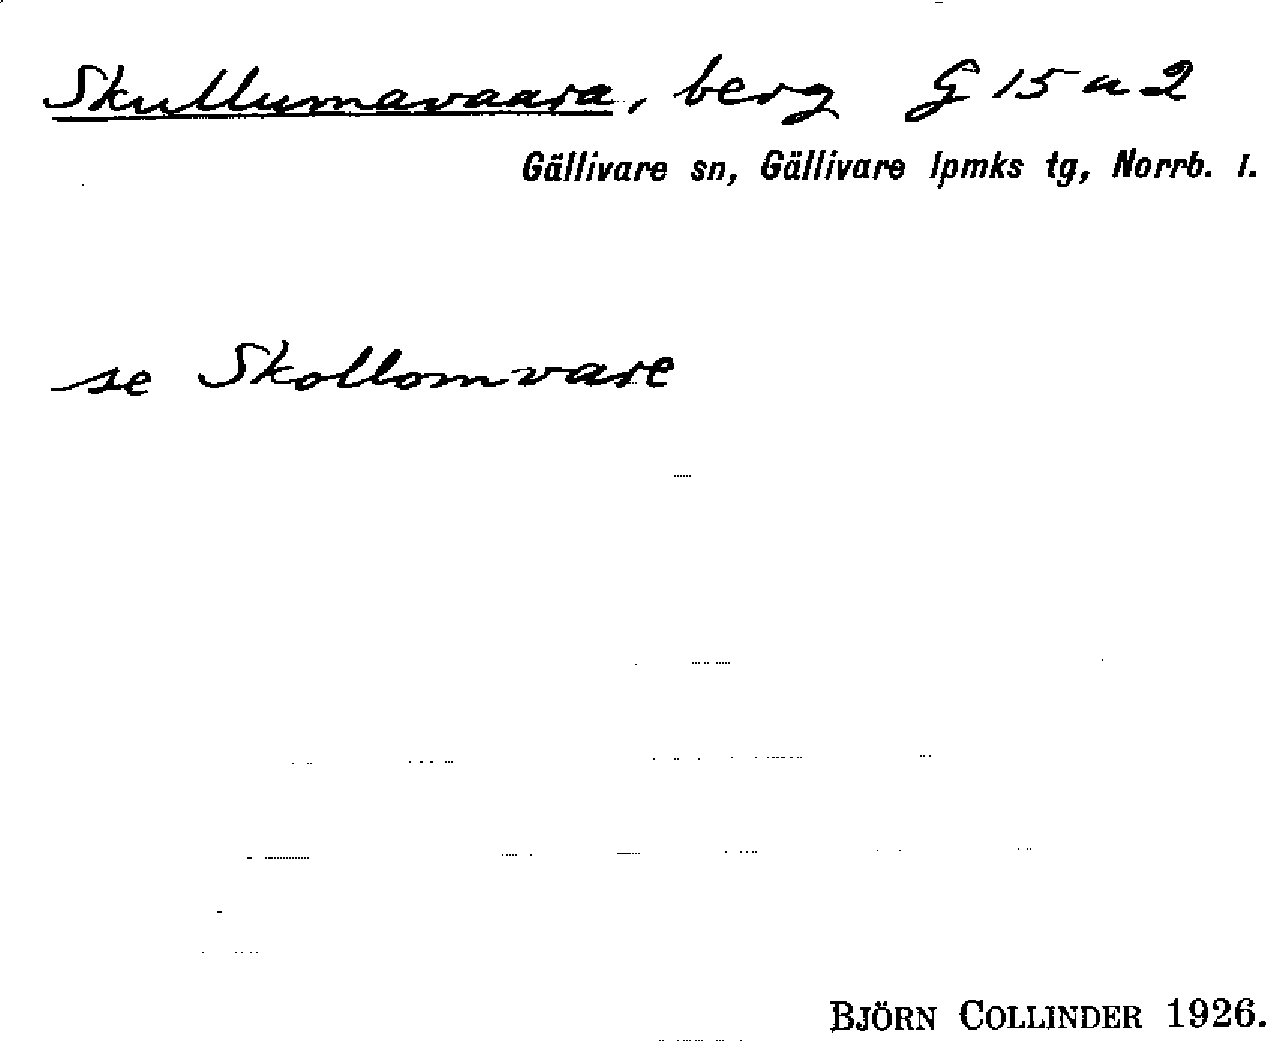 Skullumavaara, berg G 15 a 2
Gällivare sn, Gällivare lpmks tg, Norrb. l.
se Skollomvare
BJÖRN COLLINDER 1926.